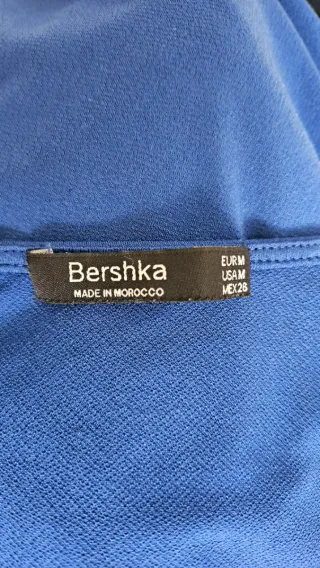 Bershka
MADE IN MOROCCO
EUR M
USA M
MEX 28